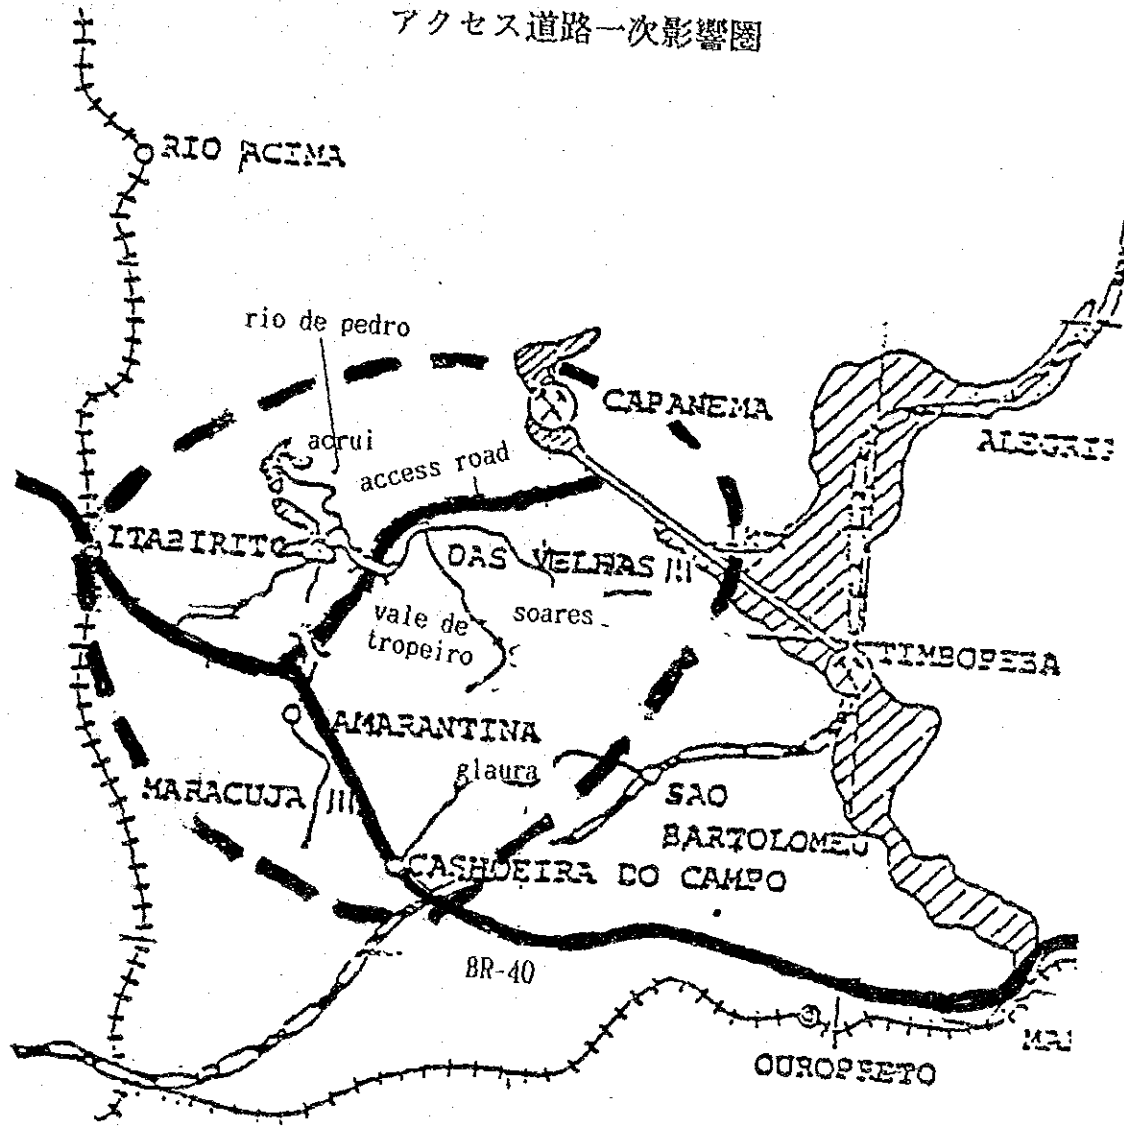 アクセス道路一次影響圏
RIO ACIMA
rio de pedro
CAPANEMA
acrui
access road
ALEGRI
ITABIRITO
DAS VELHAS
vale de
tropeiro
soares
TIMBOPEBA
AMARANTINA
glaura
MARACUJA
SAO
BARTOLOMEU
CASHOEIRA DO CAMPO
BR-40
MA
OUROPRETO